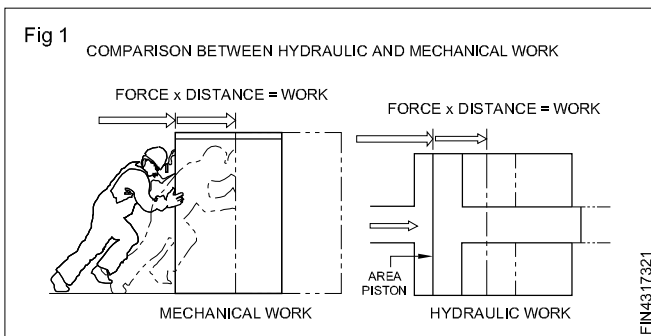 Fig 1
COMPARISON BETWEEN HYDRAULIC AND MECHANICAL WORK
FORCE x DISTANCE = WORK
FORCE x DISTANCE = WORK
AREA
PISTON
MECHANICAL WORK
HYDRAULIC WORK
FIN4317321